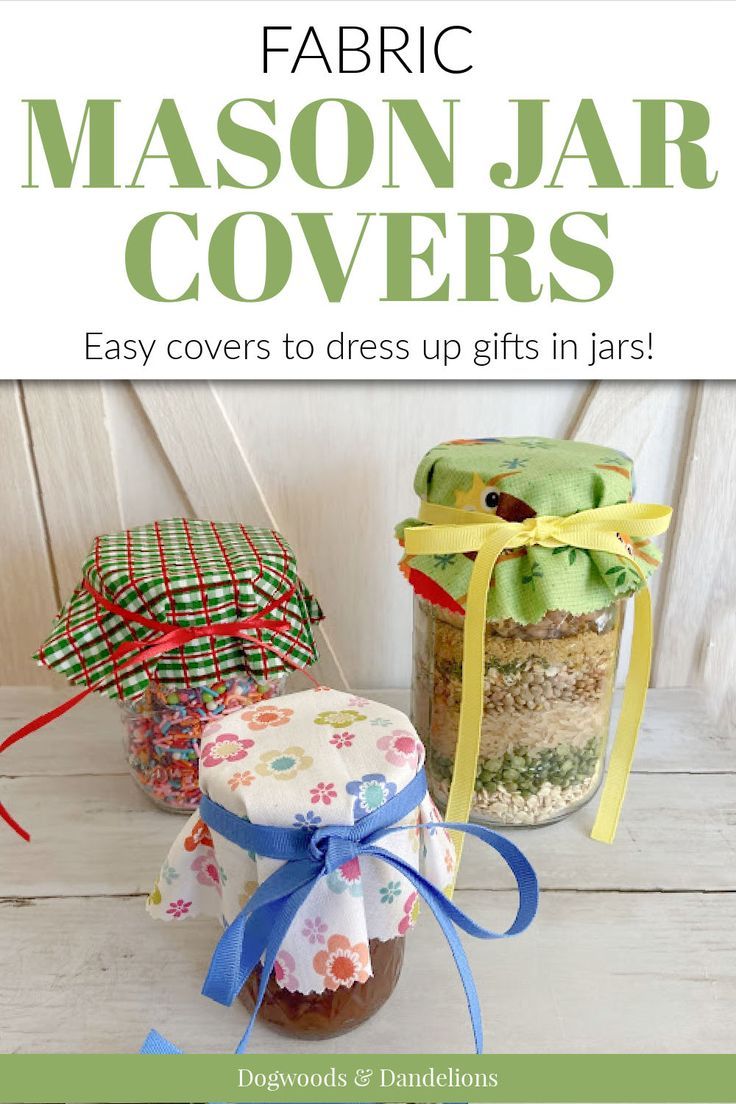 FABRIC
MASON JAR
COVERS
Easy covers to dress up gifts in jars!
Dogwoods & Dandelions